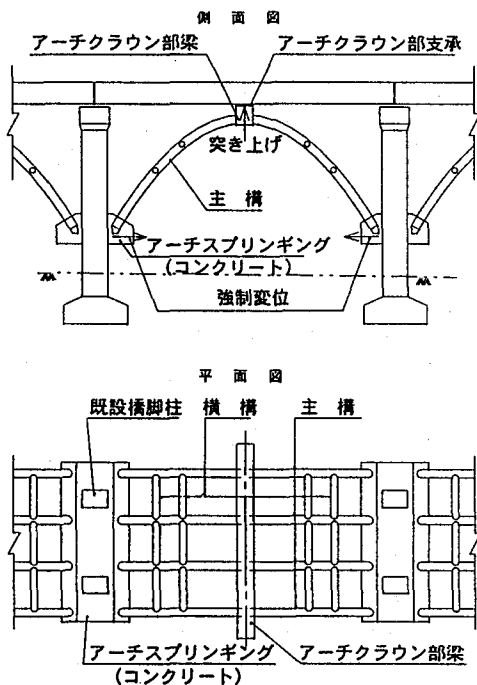 側面図
アーチクラウン部梁
アーチクラウン部支承
突き上げ
主構
アーチスプリンギング
(コンクリート)
強制変位
平面図
既設橋脚柱
横構
主構
アーチスプリンギング
(コンクリート)
アーチクラウン部梁